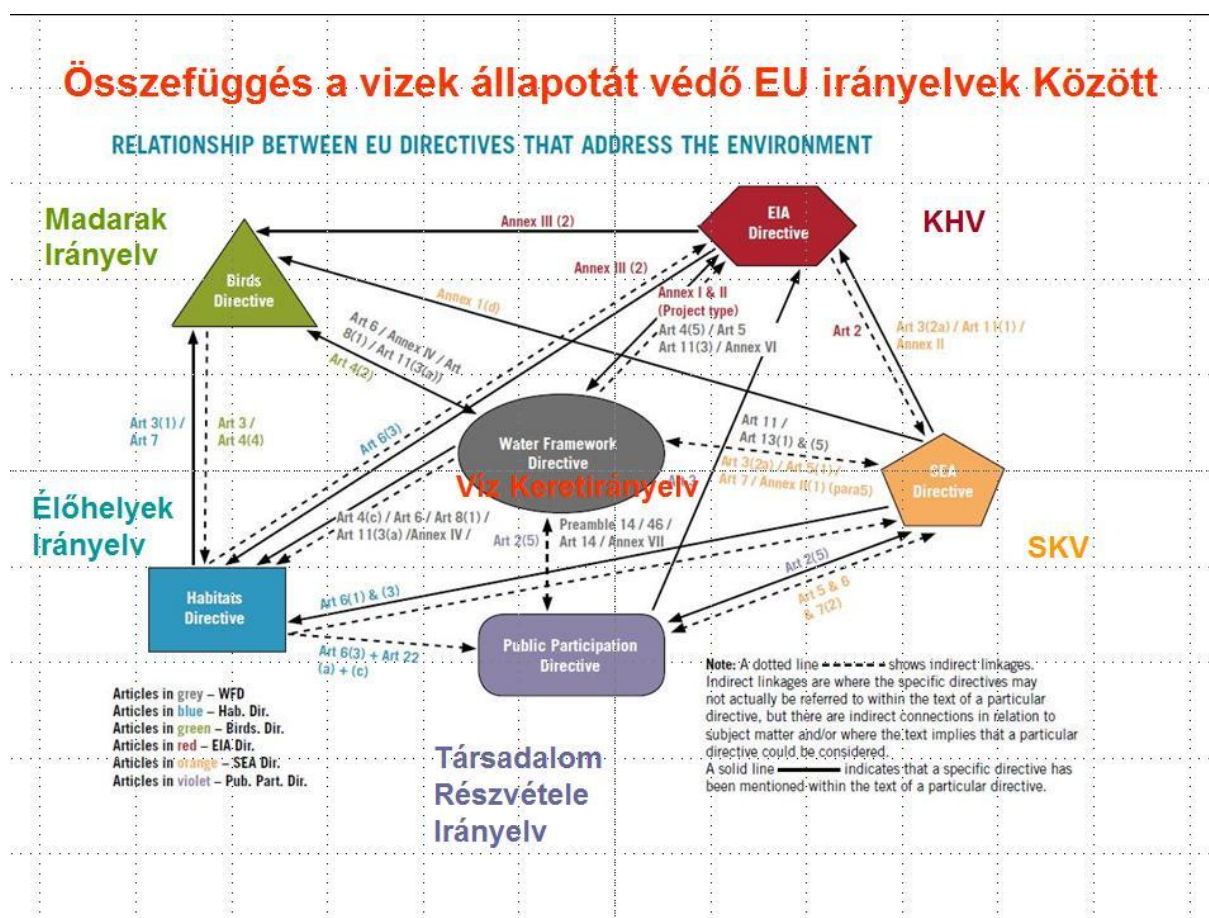 Összefüggés a vizek állapotát védő EU irányelvek Között
RELATIONSHIP BETWEEN EU DIRECTIVES THAT ADDRESS THE ENVIRONMENT
Madarak
Irányelv
Birds
Directive
Annex III (2)
EIA
Directive
KHV
Annex III (2)
Annex 1(d)
Annex I & II
(Project type)
Art 4(5) / Art 5
Art 11(3) / Annex VI
Art 2
Art 3(2a) / Art 11(1) /
Annex II
Art 6 / Annex IV / Art
8(1) / Art 11(3(a))
Art 4(2)
Art 3(1) /
Art 7
Art 3 /
Art 4(4)
Art 6(3)
Water Framework
Directive
Víz Keretirányelv
Art 3
Art 11 /
Art 13(1) & (5)
Art 3(2a) / Art 5(1) /
Art 7 / Annex II(1) (para5)
SEA
Directive
SKV
Élőhelyek
Irányelv
Art 4(c) / Art 6 / Art 8(1) /
Art 11(3(a) /Annex IV /
Art 2(5)
Preamble 14 / 46 /
Art 14 / Annex VII
Art 2(5)
Art 5 & 6
& 7(2)
Habitats
Directive
Art 6(1) & (3)
Art 6(3) + Art 22
(a) + (c)
Public Participation
Directive
Társadalom
Részvétele
Irányelv
Articles in grey – WFD
Articles in blue – Hab. Dir.
Articles in green – Birds. Dir.
Articles in red – EIA Dir.
Articles in orange – SEA Dir.
Articles in violet – Pub. Part. Dir.
Note: A dotted line shows indirect linkages.
Indirect linkages are where the specific directives may
not actually be referred to within the text of a particular
directive, but there are indirect connections in relation to
subject matter and/or where the text implies that a particular
directive could be considered.
A solid line indicates that a specific directive has
been mentioned within the text of a particular directive.